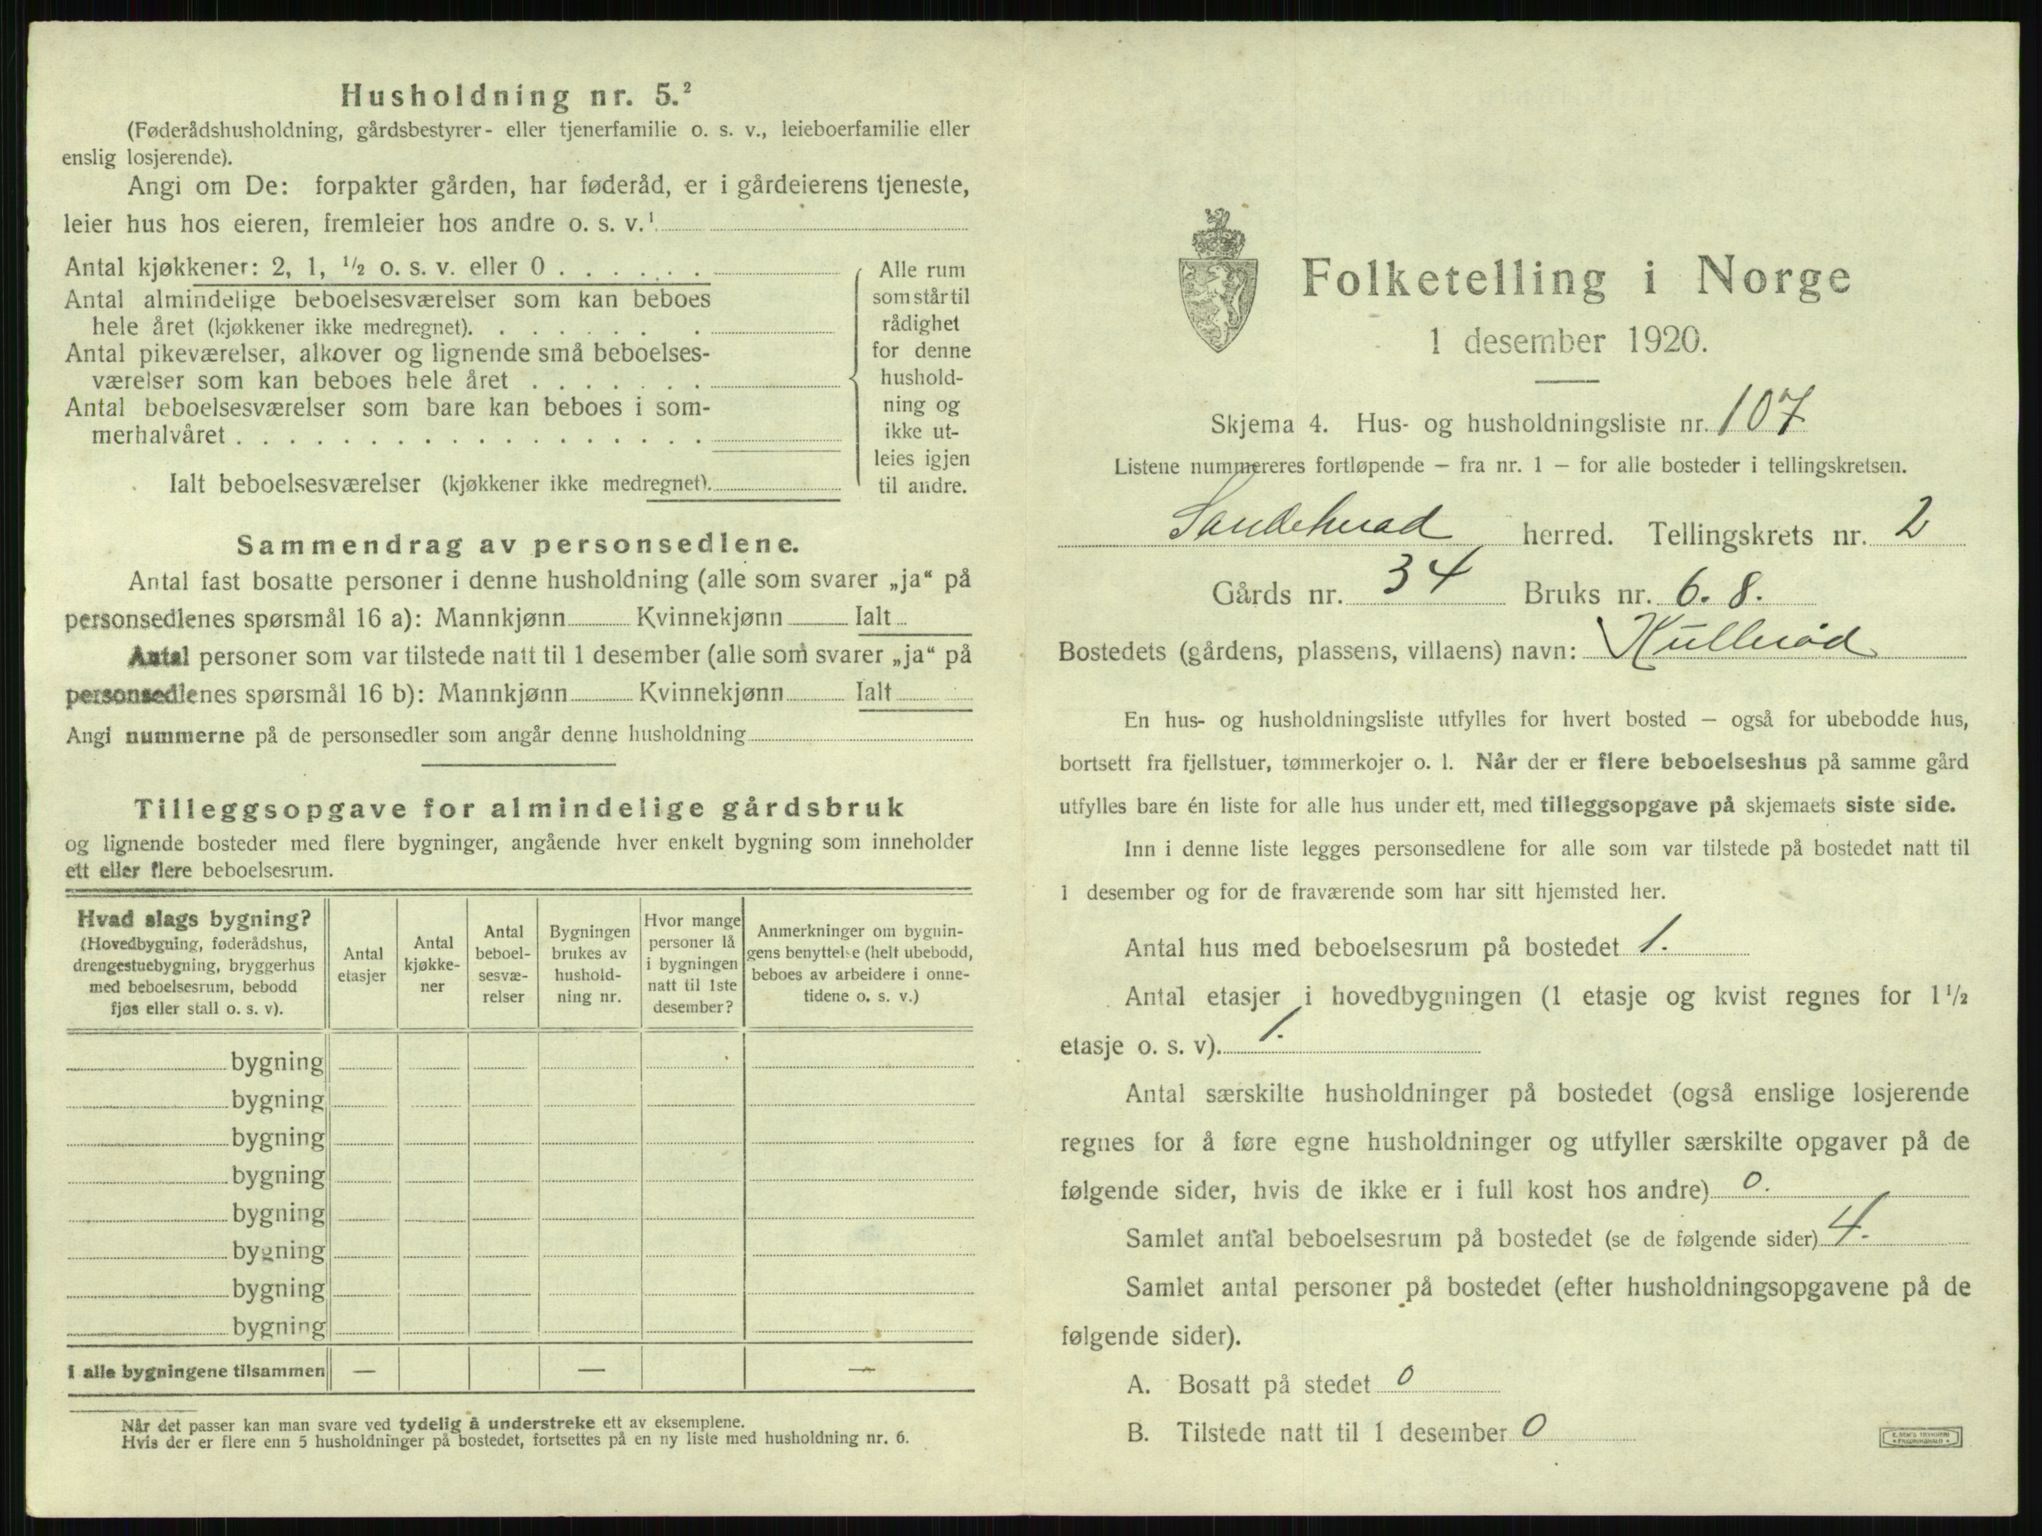 Husholdning nr. 5.²
(Føderådshusholdning, gårdsbestyrer- eller tjenerfamilie o. s. v., leieboerfamilie eller
enslig losjerende).
Angi om De: forpakter gården, har føderåd, er i gårdeierens tjeneste,
leier hus hos eieren, fremleier hos andre o. s. v.¹
Antal kjøkkener: 2, 1, ½ o. s. v. eller 0 . . . . . .
Antal almindelige beboelsesværelser som kan beboes
hele året (kjøkkener ikke medregnet). . . . . . . .
Antal pikeværelser, alkover og lignende små beboelses-
værelser som kan beboes hele året . . . . . . .
Antal beboelsesværelser som bare kan beboes i som-
merhalvåret . . . . . . . . . . . . . . . . . .
Ialt beboelsesværelser (kjøkkener ikke medregnet).
Alle rum
som står til
rådighet
for denne
hushold-
ning og
ikke ut-
leies igjen
til andre.
Sammendrag av personsedlene.
Antal fast bosatte personer i denne husholdning (alle som svarer „ja“ på
personsedlenes spørsmål 16 a): Mannkjønn Kvinnekjønn Ialt
Antal personer som var tilstede natt til 1 desember (alle som svarer „ja“ på
personsedlenes spørsmål 16 b): Mannkjønn Kvinnekjønn Ialt
Angi nummerne på de personsedler som angår denne husholdning
Tilleggsopgave for almindelige gårdsbruk
og lignende bosteder med flere bygninger, angående hver enkelt bygning som inneholder
ett eller flere beboelsesrum.
Hvad slags bygning?
(Hovedbygning, føderådshus,
drengestuebygning, bryggerhus
med beboelsesrum, bebodd
fjøs eller stall o. s. v).
Antal
etasjer
Antal
kjøkke-
ner
Antal
beboel-
sesvæ-
relser
Bygningen
brukes av
hushold-
ning nr.
Hvor mange
personer lå
i bygningen
natt til 1ste
desember?
Anmerkninger om bygnin-
gens benyttelse (helt ubebodd,
beboes av arbeidere i onne-
tidene o. s. v.)
bygning
bygning
bygning
bygning
bygning
bygning
bygning
bygning
I alle bygningene tilsammen — — —
Når det passer kan man svare ved tydelig å understreke ett av eksemplene.
Hvis der er flere enn 5 husholdninger på bostedet, fortsettes på en ny liste med husholdning nr. 6.
Folketelling i Norge
1 desember 1920.
Skjema 4. Hus- og husholdningsliste nr. 107
Listene nummereres fortløpende – fra nr. 1 – for alle bosteder i tellingskretsen.
Sandeherad herred. Tellingskrets nr. 2
Gårds nr. 34 Bruks nr. 6. 8.
Bostedets (gårdens, plassens, villaens) navn: Kullerød
En hus- og husholdningsliste utfylles for hvert bosted – også for ubebodde hus,
bortsett fra fjellstuer, tømmerkojer o. l. Når der er flere beboelseshus på samme gård
utfylles bare én liste for alle hus under ett, med tilleggsopgave på skjemaets siste side.
Inn i denne liste legges personsedlene for alle som var tilstede på bostedet natt til
1 desember og for de fraværende som har sitt hjemsted her.
Antal hus med beboelsesrum på bostedet 1.
Antal etasjer i hovedbygningen (1 etasje og kvist regnes for 1½
etasje o. s. v). 1.
Antal særskilte husholdninger på bostedet (også enslige losjerende
regnes for å føre egne husholdninger og utfyller særskilte opgaver på de
følgende sider, hvis de ikke er i full kost hos andre) 0.
Samlet antal beboelsesrum på bostedet (se de følgende sider) 4.
Samlet antal personer på bostedet (efter husholdningsopgavene på de
følgende sider).
A. Bosatt på stedet 0
B. Tilstede natt til 1 desember 0